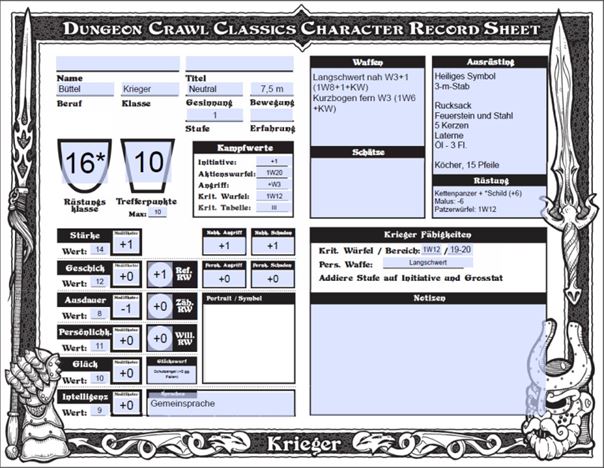 Dungeon Crawl Classics Character Record Sheet
Name Titel
Büttel Krieger Neutral 7,5 m
Beruf Klasse Gesinnung Bewegung
1
Stufe Erfahrung
16* 10
Rüstungsklasse Trefferpunkte
Max: 10
Kampfwerte
Initiative: +1
Aktionswürfel: 1W20
Angriff: +W3
Krit. Würfel: 1W12
Krit. Tabelle: III
Waffen
Langschwert nah W3+1
(1W8+1+KW)
Kurzbogen fern W3 (1W6
+KW)
Schätze
Ausrüstung
Heiliges Symbol
3-m-Stab
Rucksack
Feuerstein und Stahl
5 Kerzen
Laterne
Öl - 3 Fl.
Köcher, 15 Pfeile
Rüstung
Kettenpanzer + *Schild (+6)
Malus: -6
Patzerwürfel: 1W12
Stärke Modifikator
Wert: 14 +1
Nahk. Angriff Nahk. Schaden
+1 +1
Geschick Modifikator
Wert: 12 +0 +1 Ref. RW
Fernk. Angriff Fernk. Schaden
+0 +0
Ausdauer Modifikator
Wert: 8 -1 +0 Zäh. RW
Portrait / Symbol
Persönlichk. Modifikator
Wert: 11 +0 +0 Will. RW
Glück Modifikator
Wert: 10 +0
Glückswurf
Intelligenz Modifikator
Wert: 9 +0
Sprachen
Gemeinsprache
Krieger Fähigkeiten
Krit. Würfel / Bereich: 1W12 / 19-20
Pers. Waffe: Langschwert
Addiere Stufe auf Initiative und Grosstat
Notizen
Krieger